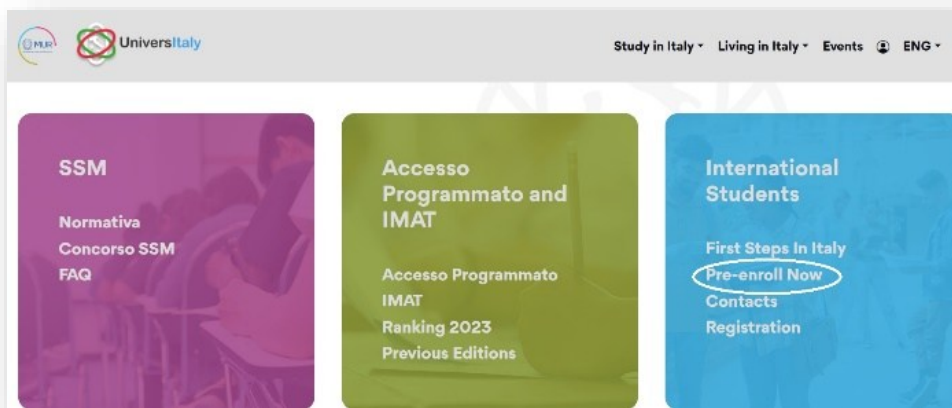 MUR
UniversItaly
Study in Italy
Living in Italy
Events
ENG
SSM
Normativa
Concorso SSM
FAQ
Accesso
Programmato and
IMAT
Accesso Programmato
IMAT
Ranking 2023
Previous Editions
International
Students
First Steps In Italy
Pre-enroll Now
Contacts
Registration